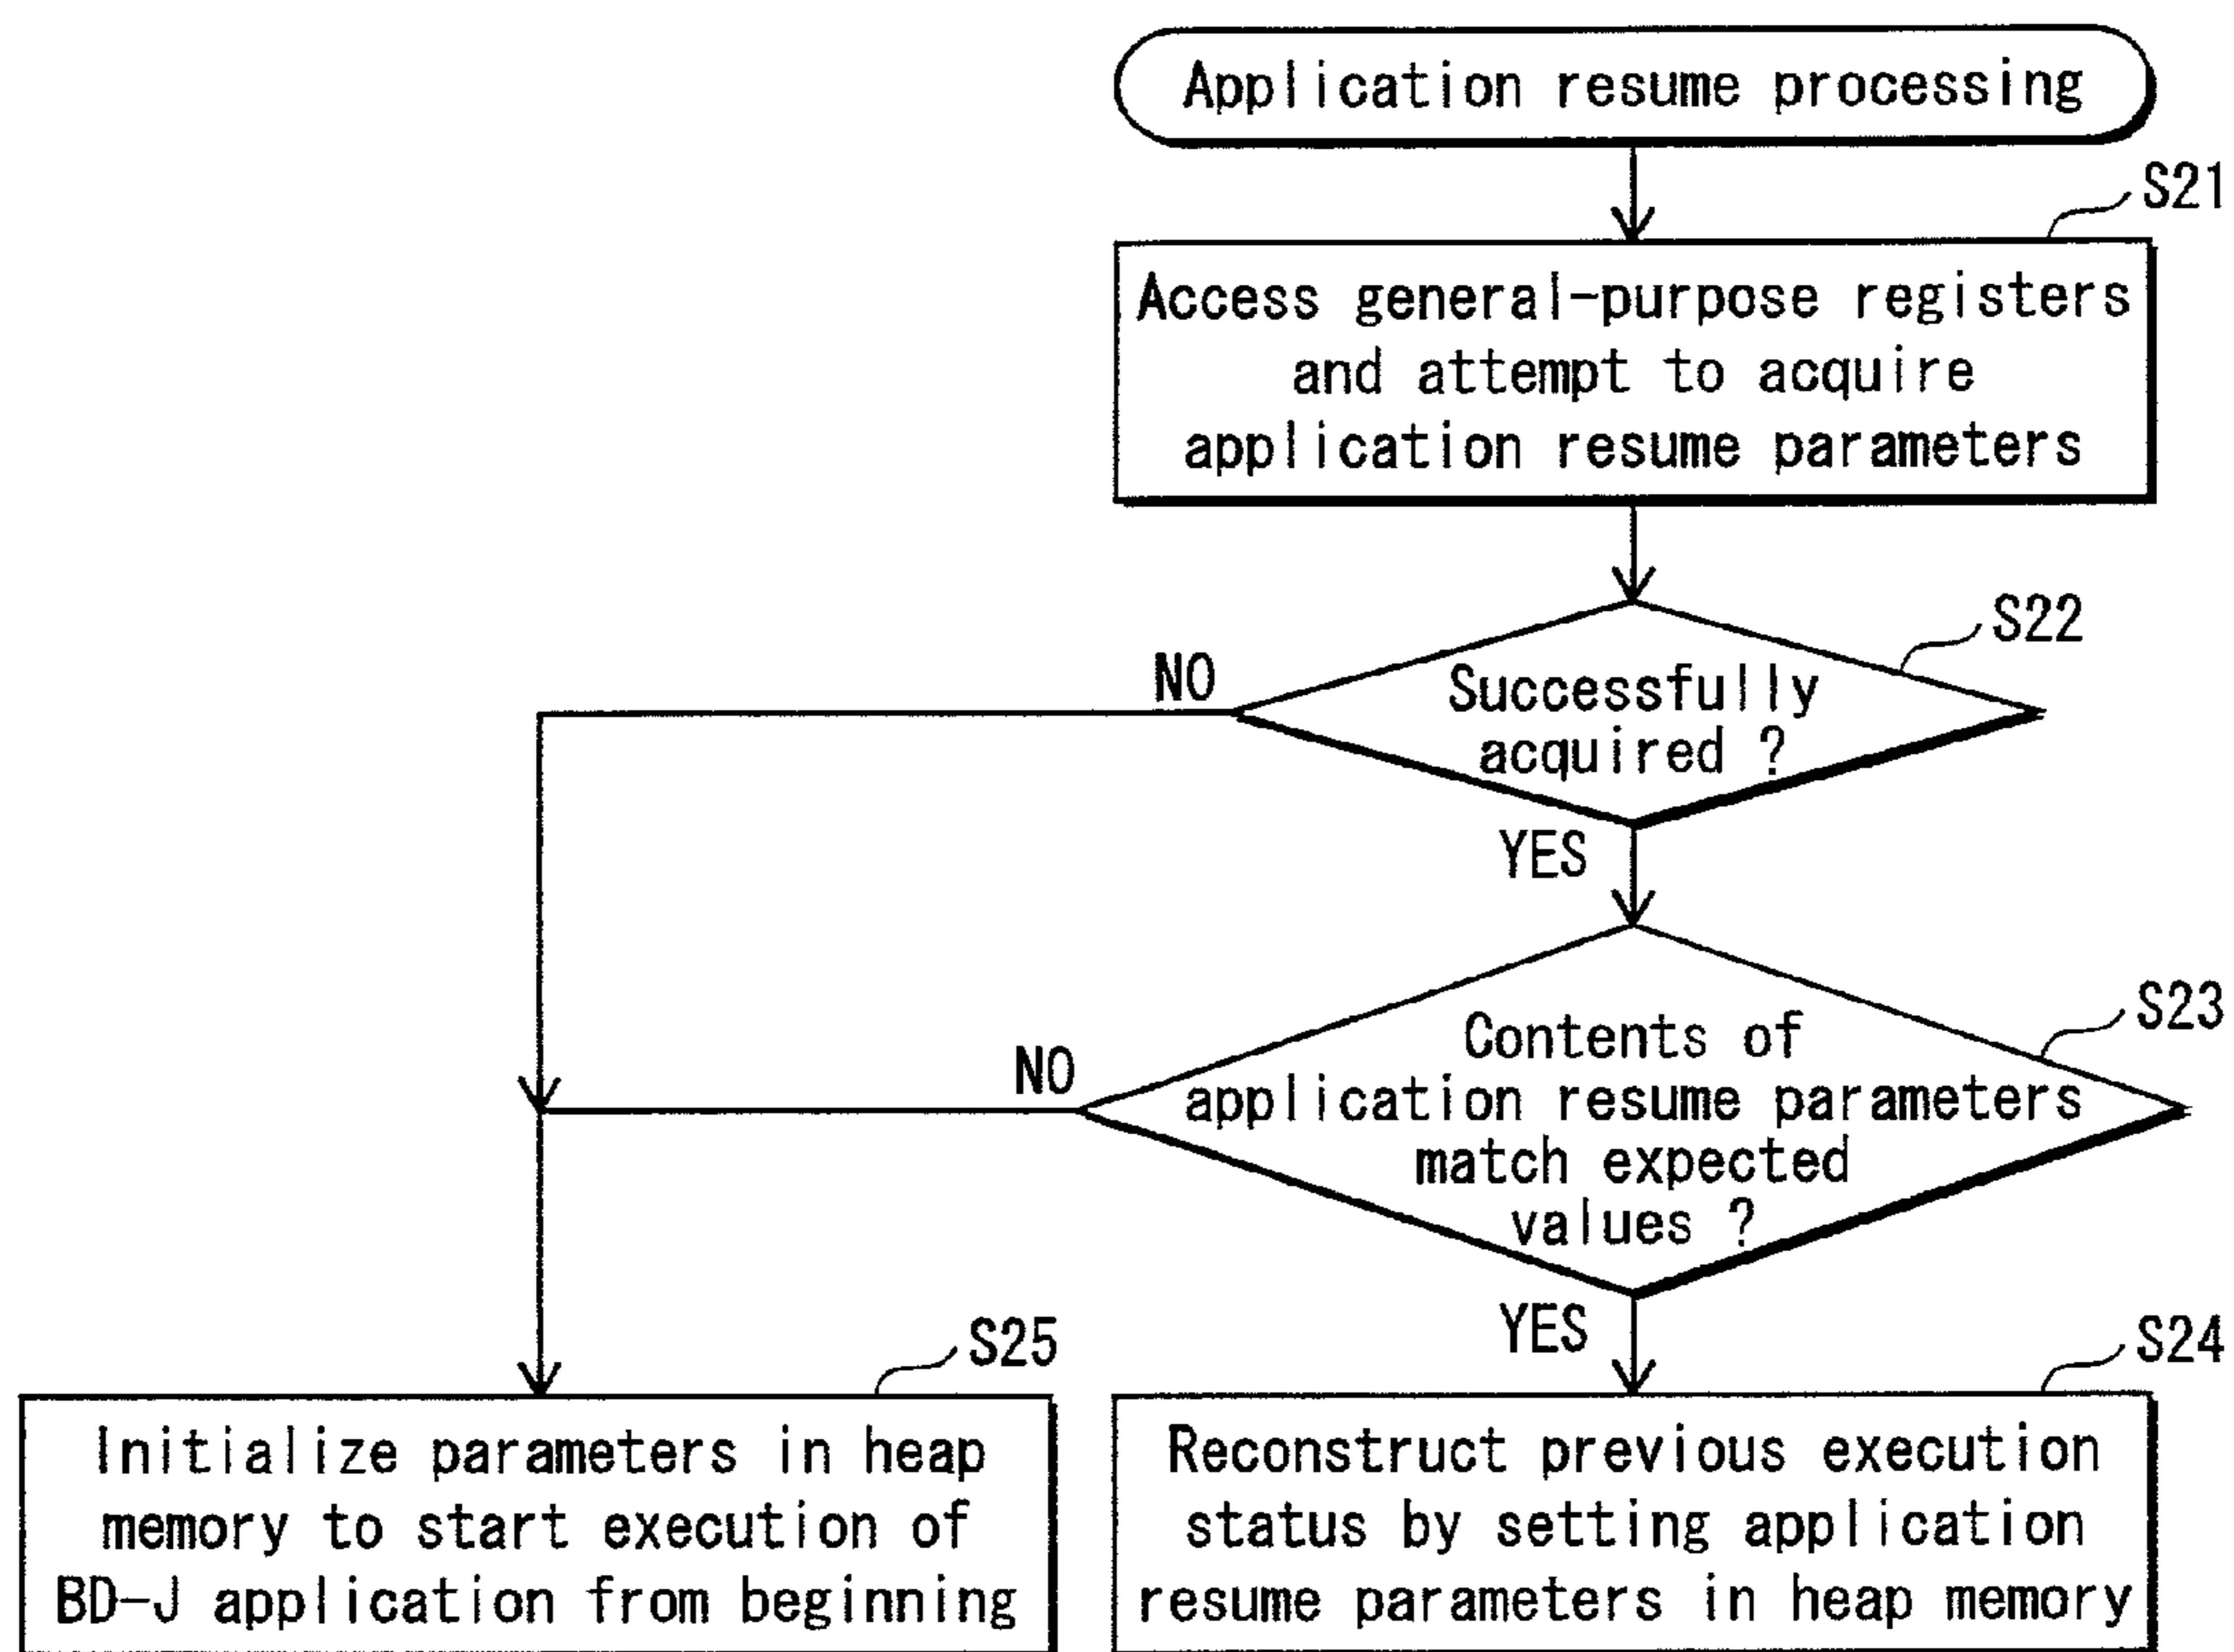 Application resume processing
S21
Access general-purpose registers
and attempt to acquire
application resume parameters
S22
NO
Successfully
acquired ?
YES
S23
NO
Contents of
application resume parameters
match expected
values ?
YES
S25
S24
Initialize parameters in heap
memory to start execution of
BD-J application from beginning
Reconstruct previous execution
status by setting application
resume parameters in heap memory